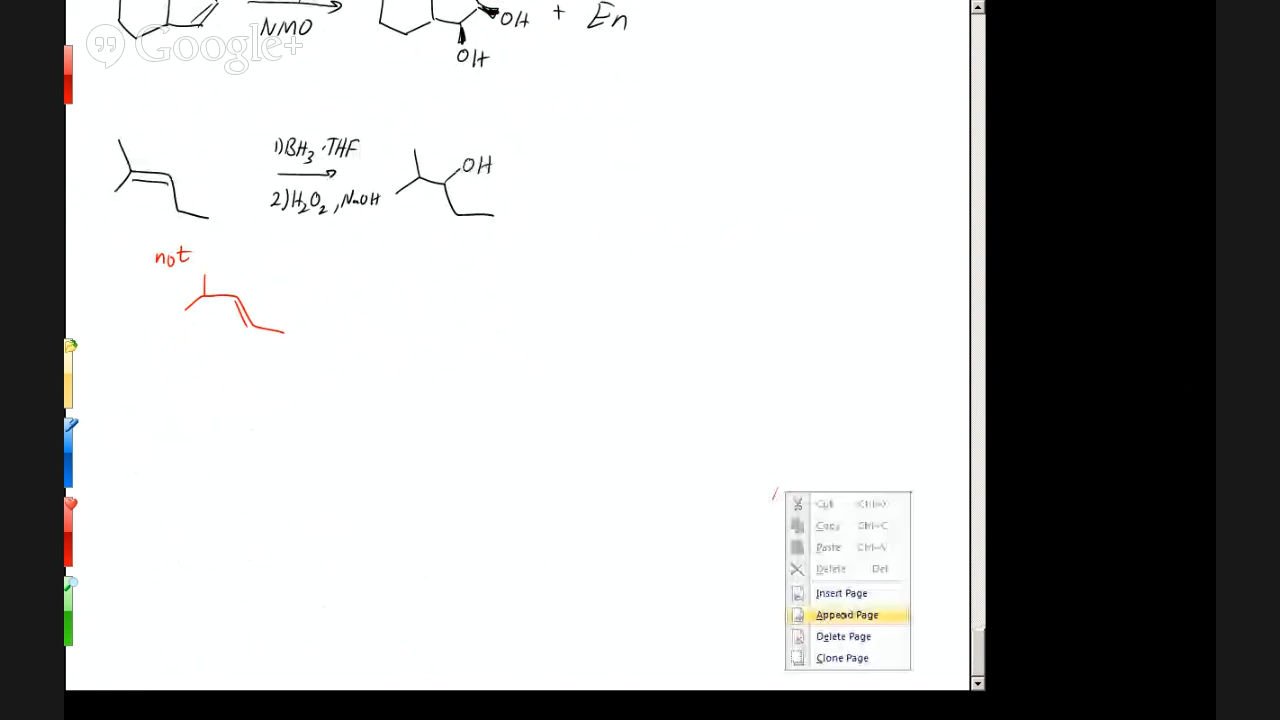 NMO
OH + En
OH
Google+
1) BH3 · THF
OH
2) H2O2, NaOH
not
Cut Ctrl-X
Copy Ctrl-C
Paste Ctrl-V
Delete Del
Insert Page
Append Page
Delete Page
Clone Page